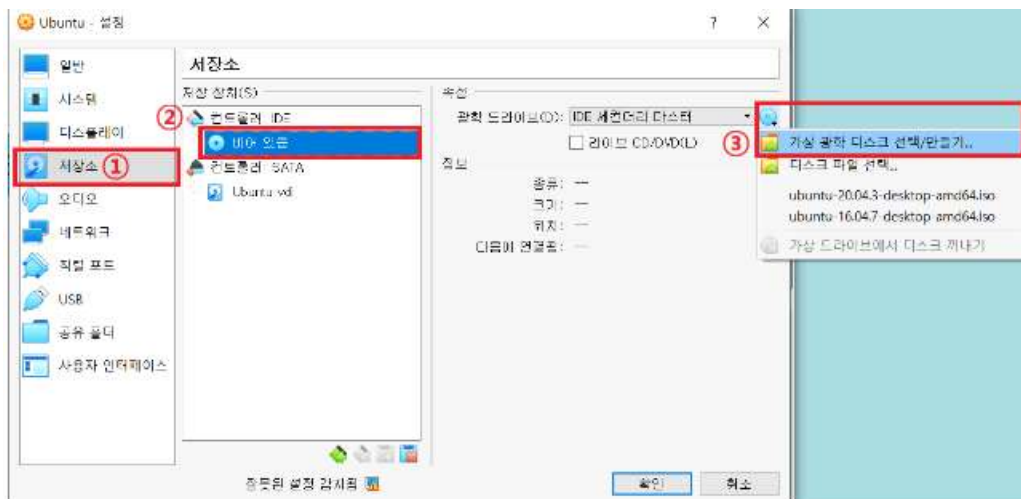 Ubuntu - 설정
? ×
일반
시스템
디스플레이
저장소 ①
오디오
네트워크
직렬 포트
USB
공유 폴더
사용자 인터페이스
저장소
저장 장치(S)
② 컨트롤러: IDE
비어 있음
컨트롤러: SATA
Ubuntu.vdi
속성
광학 드라이브(D): IDE 세컨더리 마스터
라이브 CD/DVD(L)
정보
종류: --
크기: --
위치: --
다음에 연결됨: --
③ 가상 광학 디스크 선택/만들기...
디스크 파일 선택...
ubuntu-20.04.3-desktop-amd64.iso
ubuntu-16.04.7-desktop-amd64.iso
가상 드라이브에서 디스크 꺼내기
잘못된 설정 감지됨
확인
취소